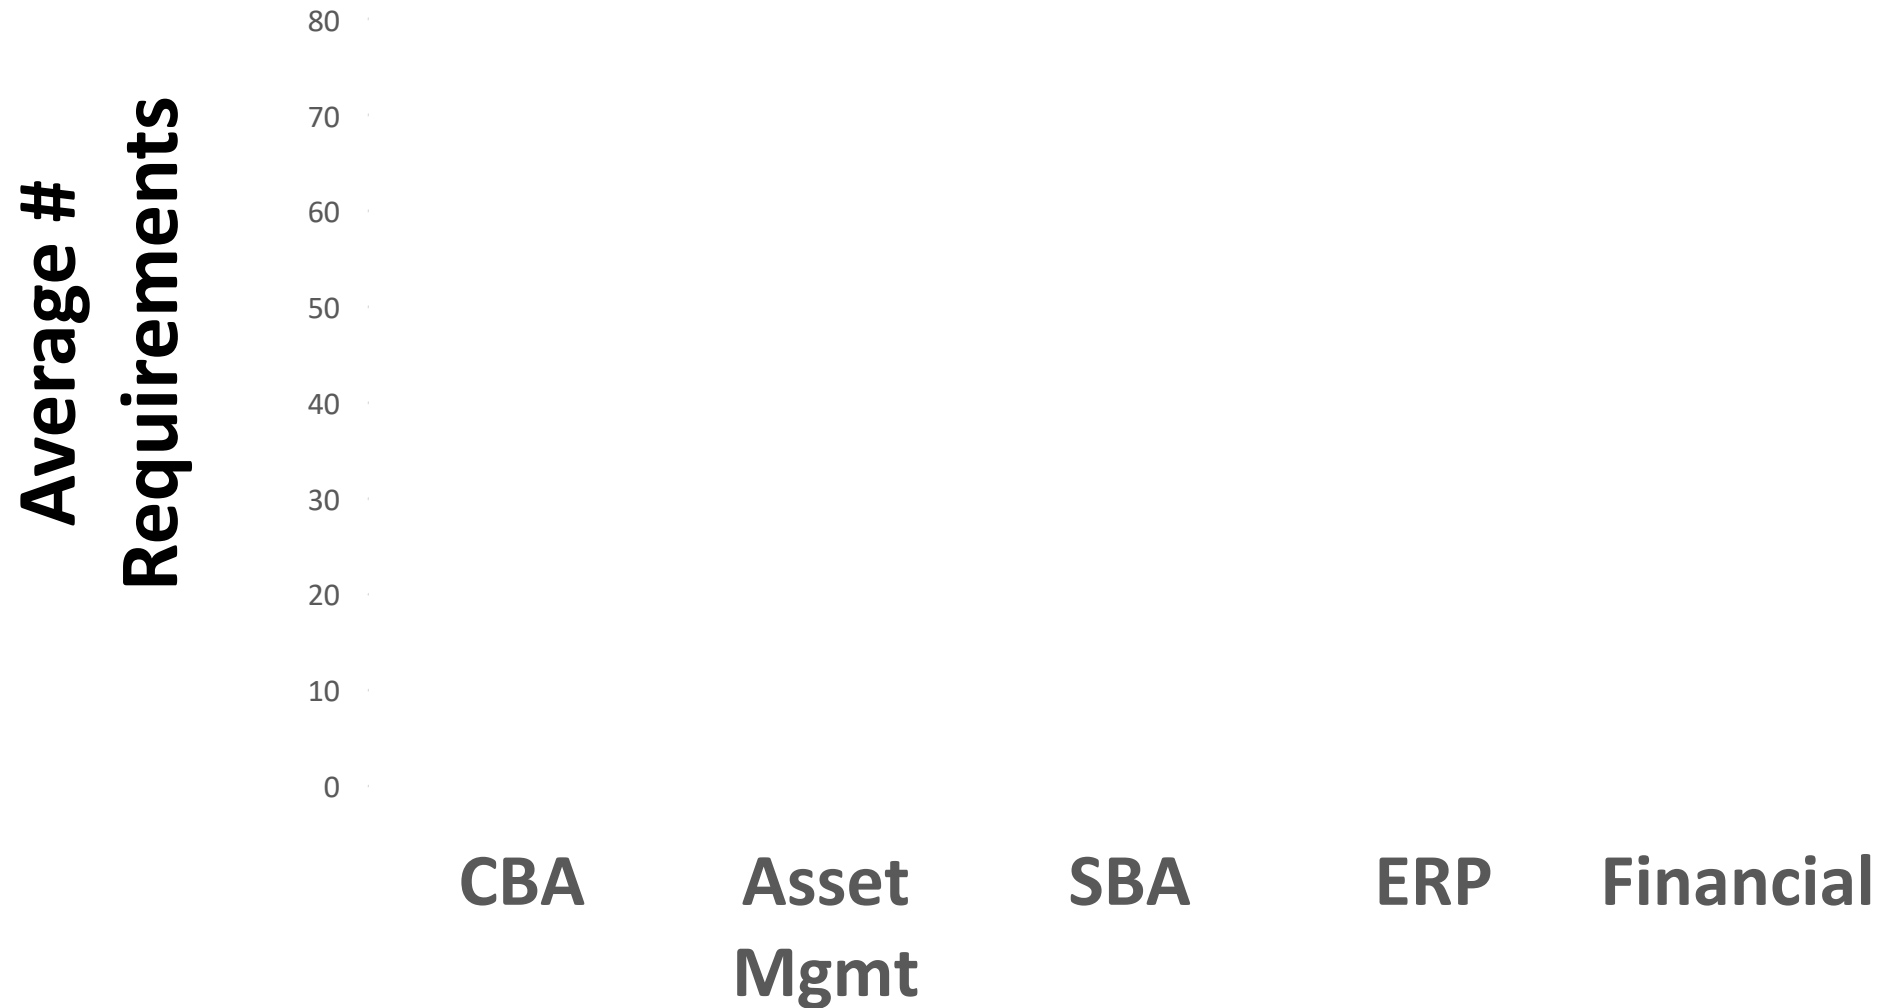 Average #
Requirements
80
70
60
50
40
30
20
10
0
CBA
Asset
Mgmt
SBA
ERP
Financial